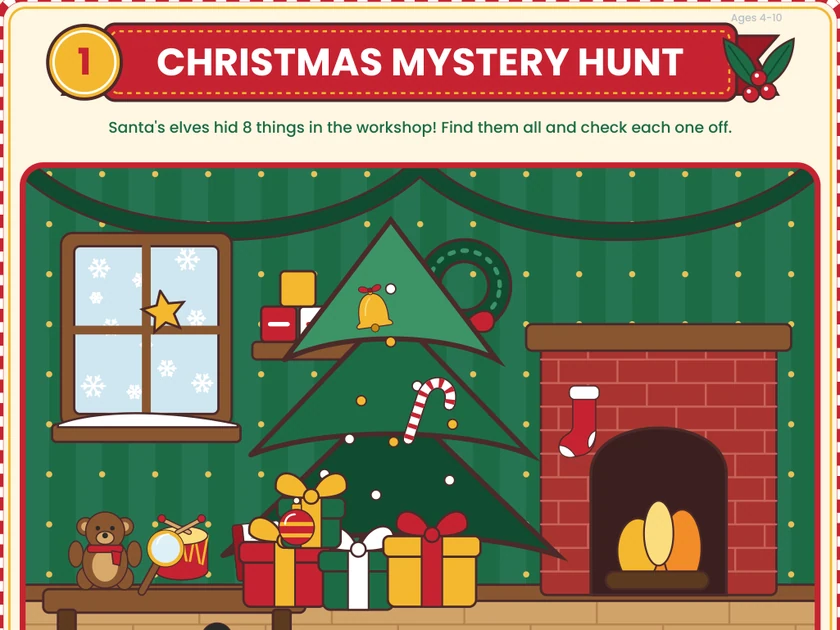 Ages 4-10
1
CHRISTMAS MYSTERY HUNT
Santa's elves hid 8 things in the workshop! Find them all and check each one off.